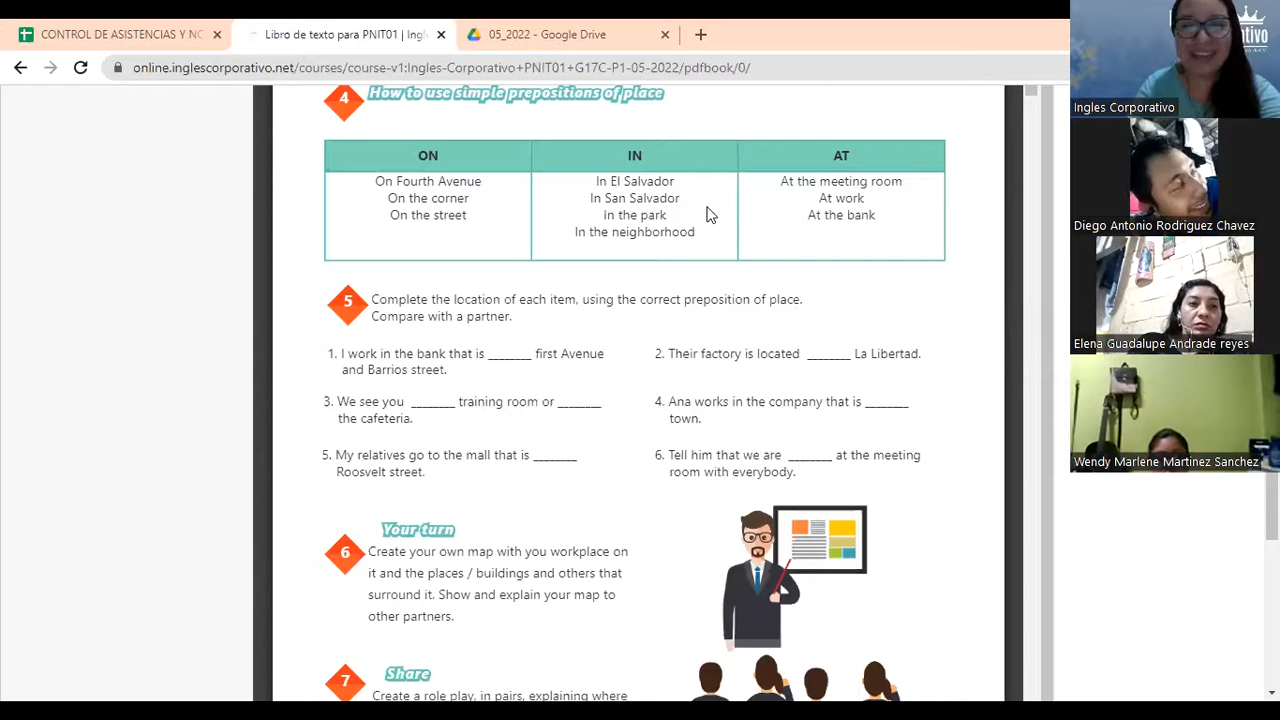 CONTROL DE ASISTENCIAS Y NO
Libro de texto para PNIT01 | Ingl
05_2022 - Google Drive
online.inglescorporativo.net/courses/course-v1:Ingles-Corporativo+PNIT01+G17C-P1-05-2022/pdfbook/0/
4 How to use simple prepositions of place
ON IN AT
On Fourth Avenue In El Salvador At the meeting room
On the corner In San Salvador At work
On the street in the park At the bank
In the neighborhood
5 Complete the location of each item, using the correct preposition of place.
Compare with a partner.
1. I work in the bank that is ________ first Avenue
and Barrios street.
2. Their factory is located ________ La Libertad.
3. We see you ________ training room or ________
the cafeteria.
4. Ana works in the company that is ________
town.
5. My relatives go to the mall that is ________
Roosvelt street.
6. Tell him that we are ________ at the meeting
room with everybody.
Your turn
6 Create your own map with you workplace on
it and the places / buildings and others that
surround it. Show and explain your map to
other partners.
Share
7 Create a role play, in pairs, explaining where
Ingles Corporativo
Diego Antonio Rodriguez Chavez
Elena Guadalupe Andrade reyes
Wendy Marlene Martinez Sanchez